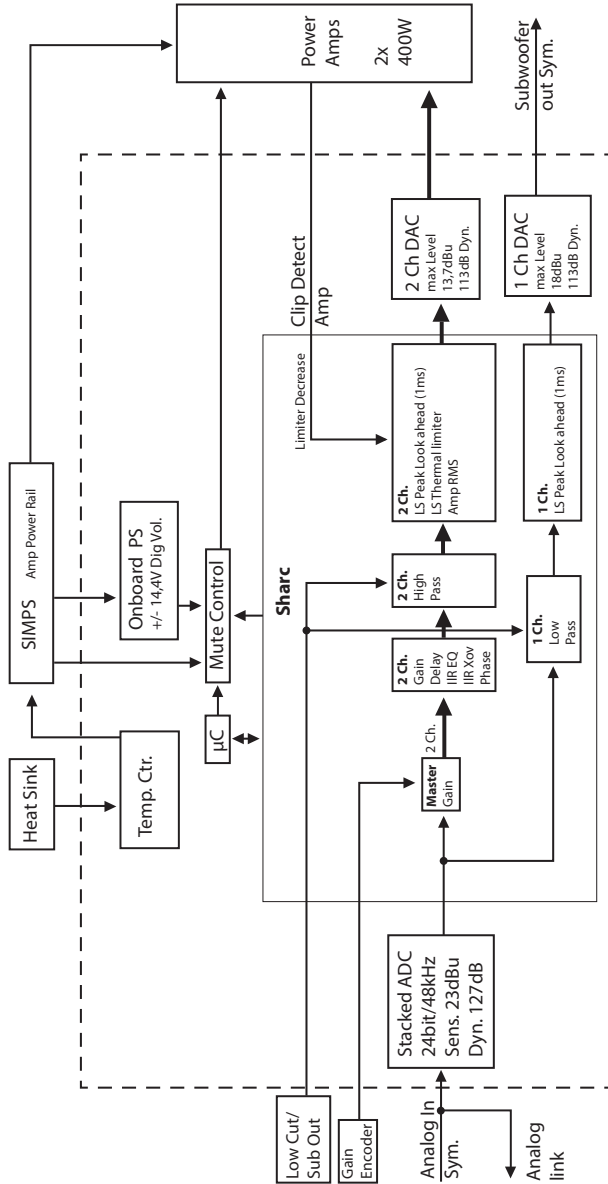 Heat Sink
SIMPS
Amp Power Rail
Temp. Ctr.
Onboard PS
+/- 14,4V Dig Vol.
Power
Amps
2x
400W
µC
Mute Control
Clip Detect
Amp
Low Cut/
Sub Out
Sharc
Limiter Decrease
Gain
Encoder
Analog In
Sym.
Analog
link
Stacked ADC
24bit/48kHz
Sens. 23dBu
Dyn. 127dB
Master
Gain
2 Ch.
2 Ch.
Gain
Delay
IIR EQ
IIR Xov
Phase
2 Ch.
High
Pass
2 Ch.
LS Peak Look ahead (1ms)
LS Thermal limiter
Amp RMS
2 Ch DAC
max Level
13,7dBu
113dB Dyn.
1 Ch.
Low
Pass
1 Ch.
LS Peak Look ahead (1ms)
1 Ch DAC
max Level
18dBu
113dB Dyn.
Subwoofer
out Sym.